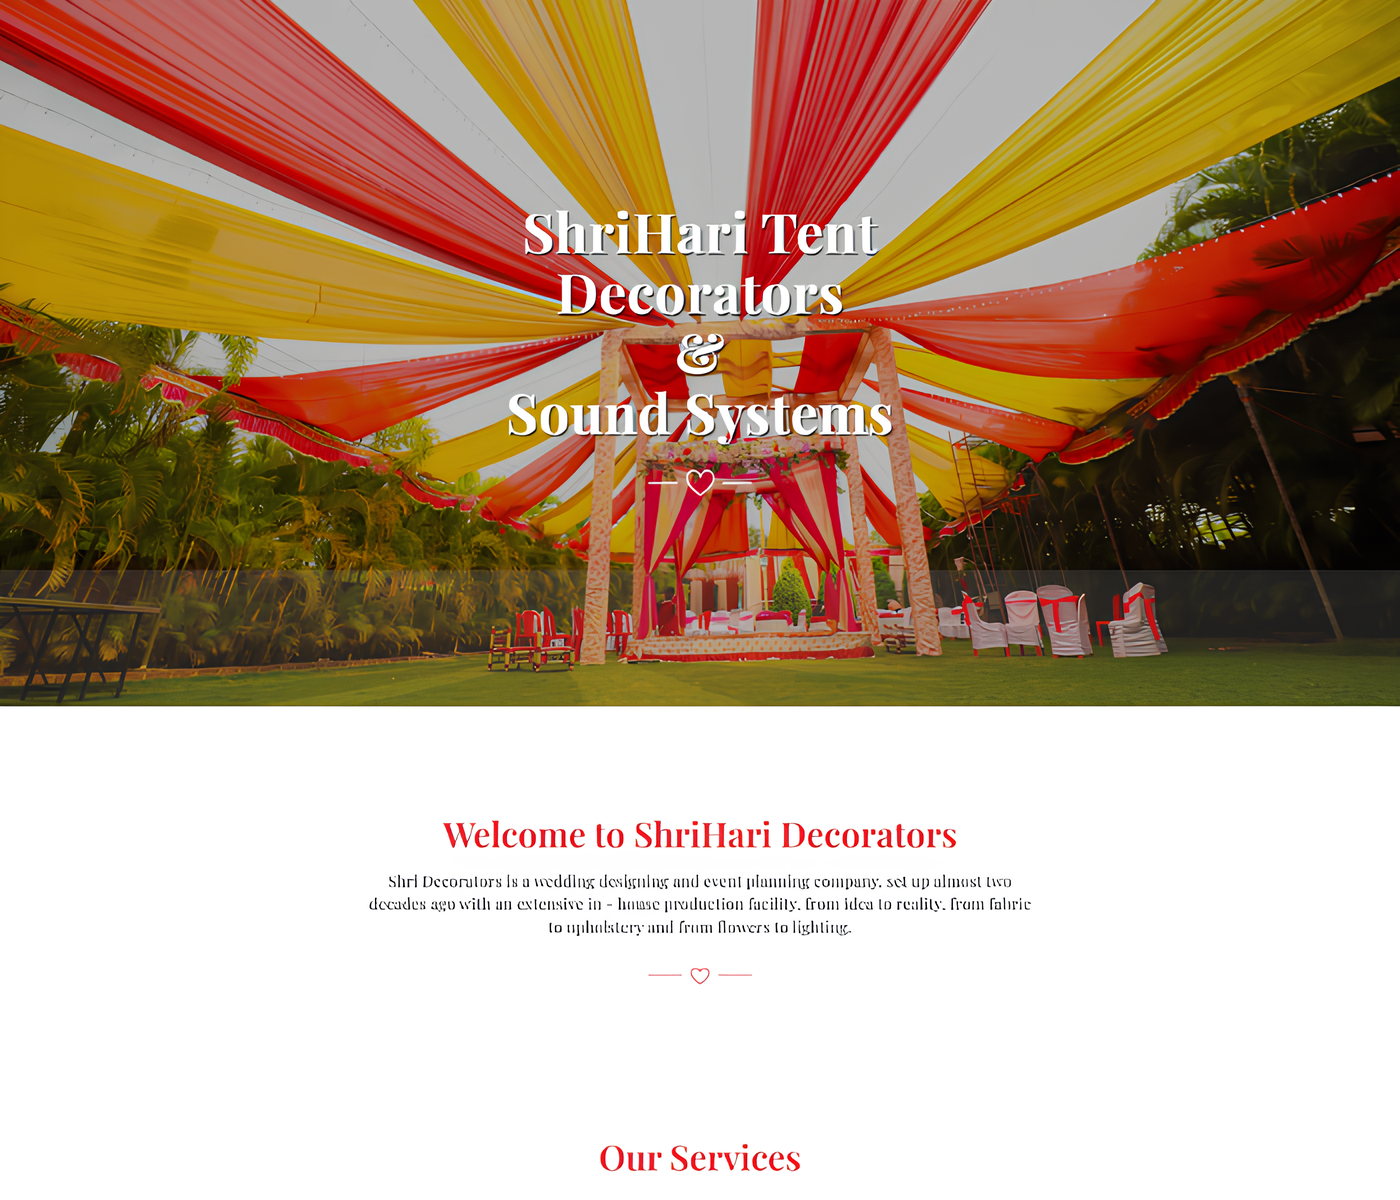 ShriHari Tent
Decorators
&
Sound Systems
Welcome to ShriHari Decorators
Shri Decorators is a wedding designing and event planning company, set up almost two
decades ago with an extensive in - house production facility, from idea to reality, from fabric
to upholstery and from flowers to lighting.
Our Services